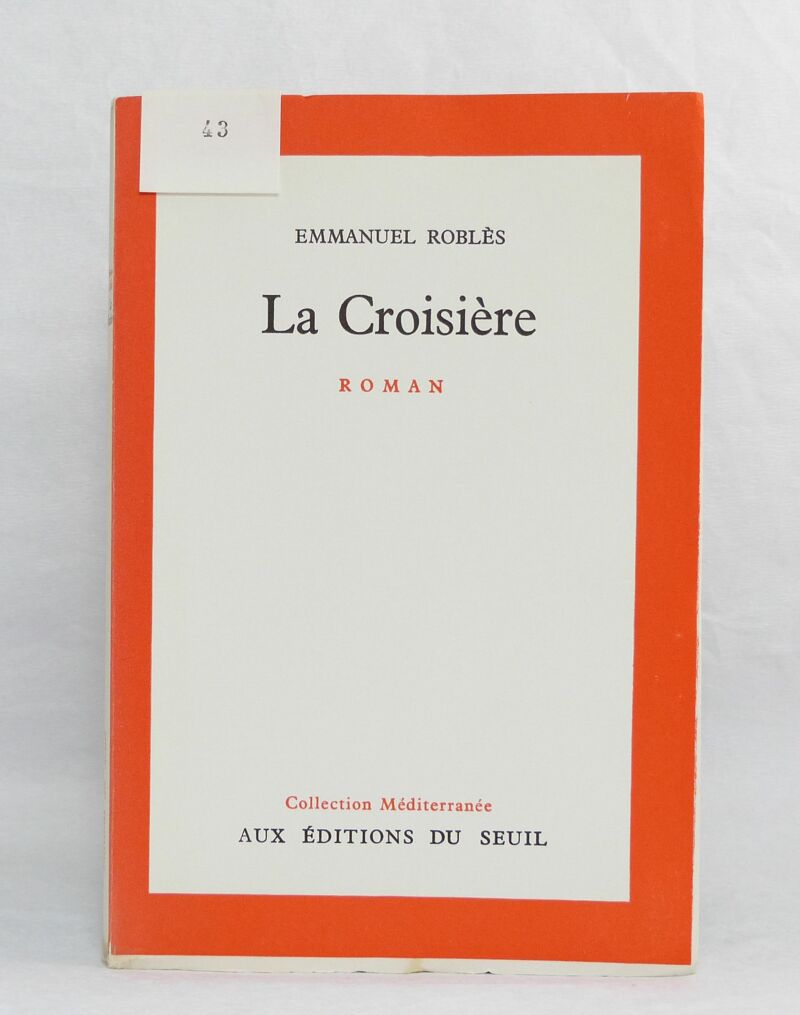 43
EMMANUEL ROBLÈS
La Croisière
ROMAN
Collection Méditerranée
AUX ÉDITIONS DU SEUIL